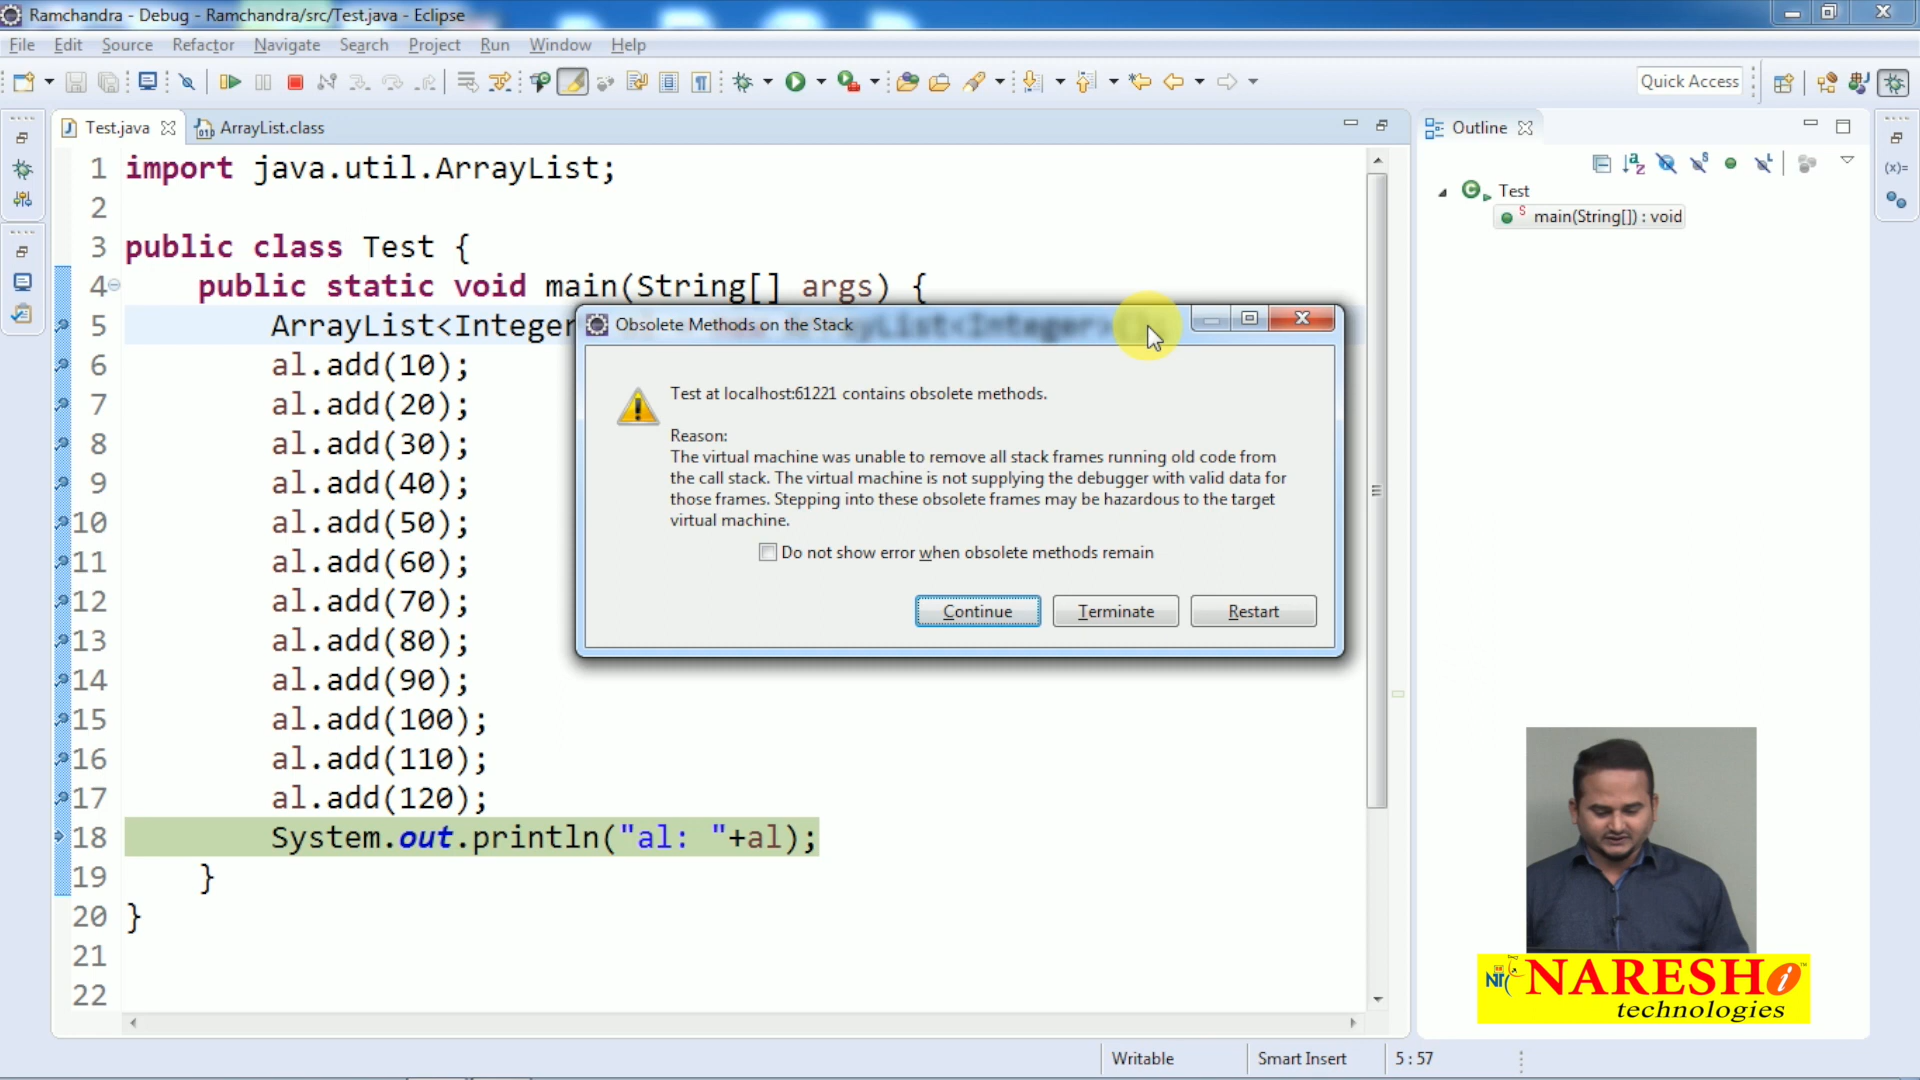 Ramchandra - Debug - Ramchandra/src/Test.java - Eclipse
File Edit Source Refactor Navigate Search Project Run Window Help
Quick Access
Test.java
ArrayList.class
Outline
Test
main(String[]) : void
1 import java.util.ArrayList;
2
3 public class Test {
4 public static void main(String[] args) {
5 ArrayList<Integer
6 al.add(10);
7 al.add(20);
8 al.add(30);
9 al.add(40);
10 al.add(50);
11 al.add(60);
12 al.add(70);
13 al.add(80);
14 al.add(90);
15 al.add(100);
16 al.add(110);
17 al.add(120);
18 System.out.println("al: "+al);
19 }
20 }
21
22
Obsolete Methods on the Stack
Test at localhost:61221 contains obsolete methods.
Reason:
The virtual machine was unable to remove all stack frames running old code from
the call stack. The virtual machine is not supplying the debugger with valid data for
those frames. Stepping into these obsolete frames may be hazardous to the target
virtual machine.
Do not show error when obsolete methods remain
Continue Terminate Restart
NARESH i
technologies
Writable Smart Insert 5 : 57